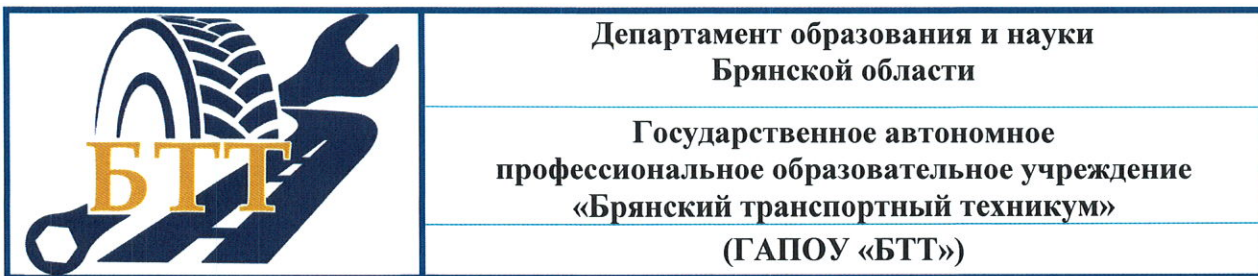 БТТ
Департамент образования и науки
Брянской области
Государственное автономное
профессиональное образовательное учреждение
«Брянский транспортный техникум»
(ГАПОУ «БТТ»)